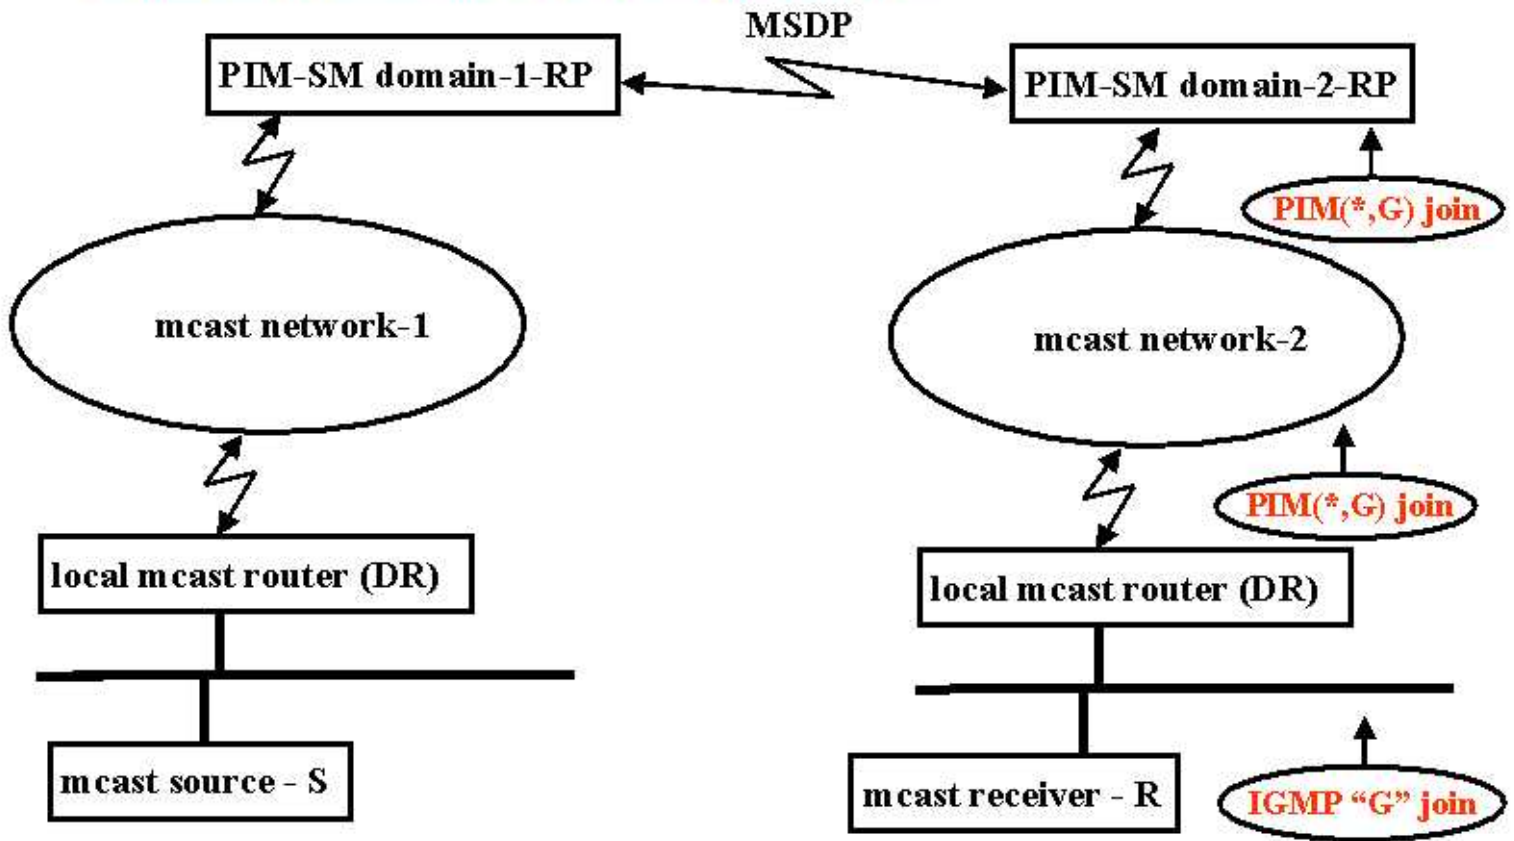 MSDP
PIM-SM domain-1-RP
PIM-SM domain-2-RP
PIM(*,G) join
mcast network-1
mcast network-2
PIM(*,G) join
local mcast router (DR)
local mcast router (DR)
mcast source - S
mcast receiver - R
IGMP “G” join